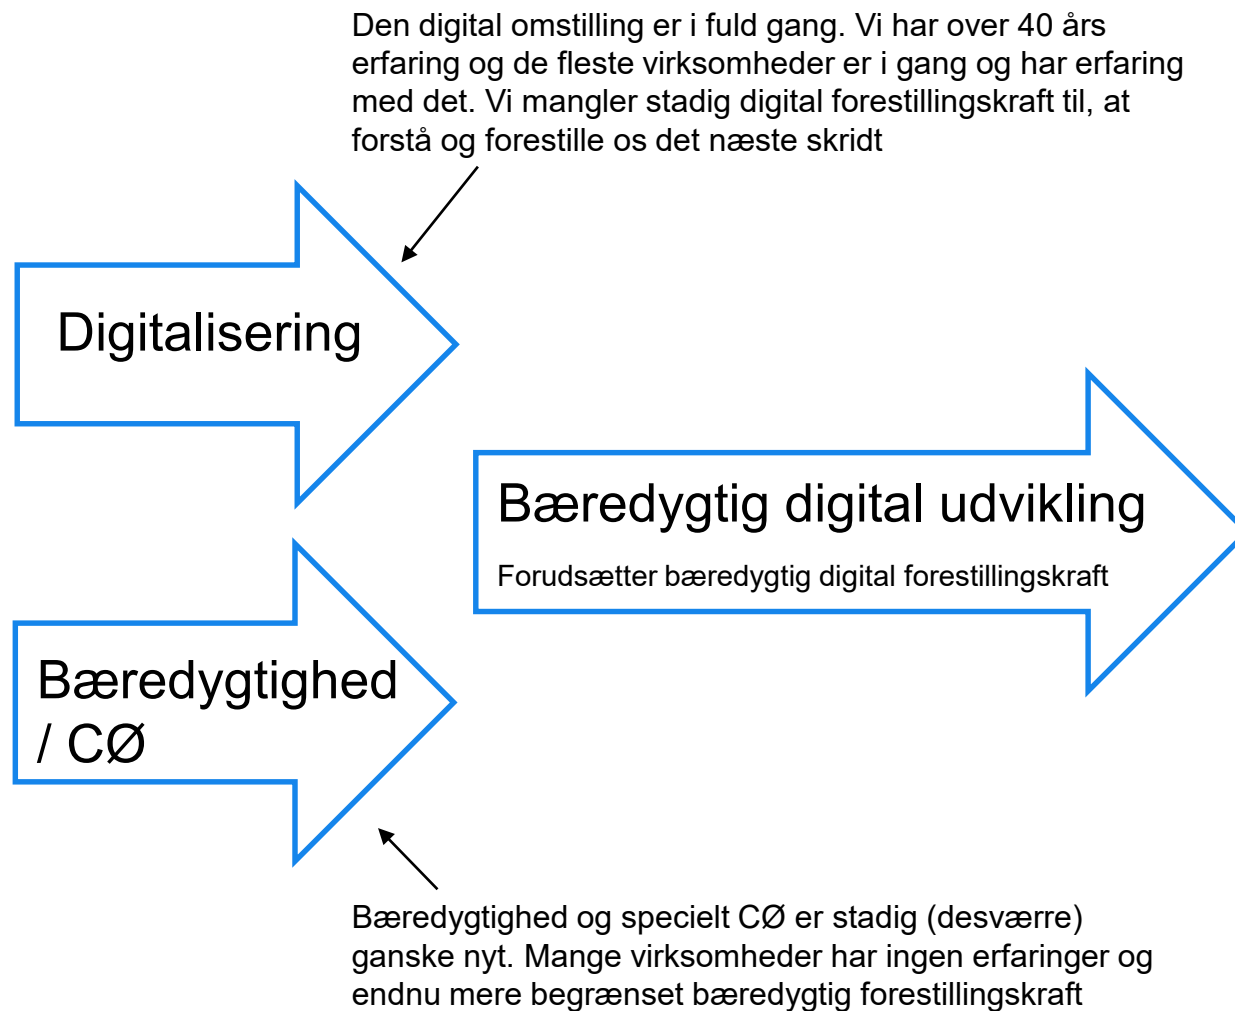 Den digital omstilling er i fuld gang. Vi har over 40 års
erfaring og de fleste virksomheder er i gang og har erfaring
med det. Vi mangler stadig digital forestillingskraft til, at
forstå og forestille os det næste skridt
Digitalisering
Bæredygtig digital udvikling
Forudsætter bæredygtig digital forestillingskraft
Bæredygtighed
/ CØ
Bæredygtighed og specielt CØ er stadig (desværre)
ganske nyt. Mange virksomheder har ingen erfaringer og
endnu mere begrænset bæredygtig forestillingskraft